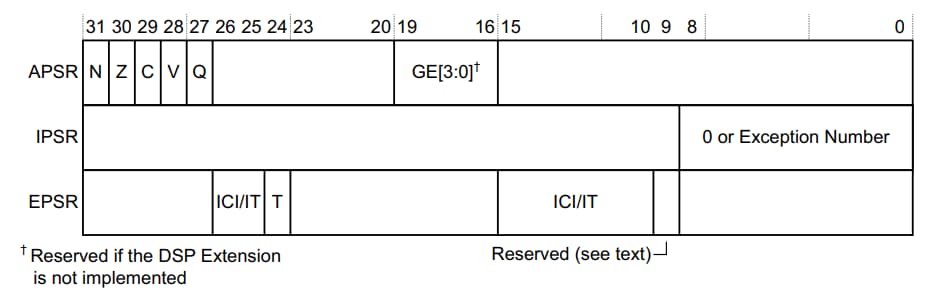 31 30 29 28 27 26 25 24 23 20 19 16 15 10 9 8 0
APSR N Z C V Q GE[3:0]†
IPSR 0 or Exception Number
EPSR ICI/IT T ICI/IT
† Reserved if the DSP Extension Reserved (see text)
is not implemented